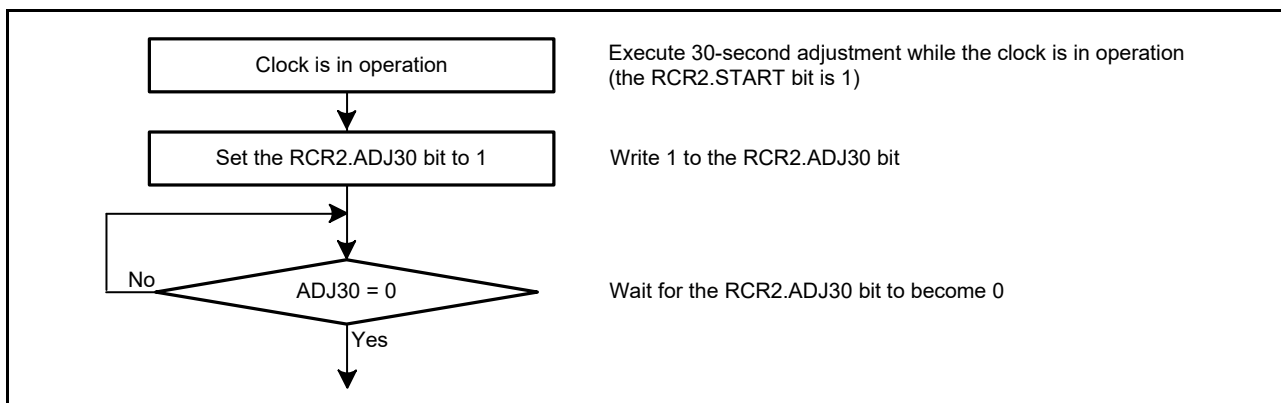 Clock is in operation
Execute 30-second adjustment while the clock is in operation
(the RCR2.START bit is 1)
Set the RCR2.ADJ30 bit to 1
Write 1 to the RCR2.ADJ30 bit
No
ADJ30 = 0
Wait for the RCR2.ADJ30 bit to become 0
Yes